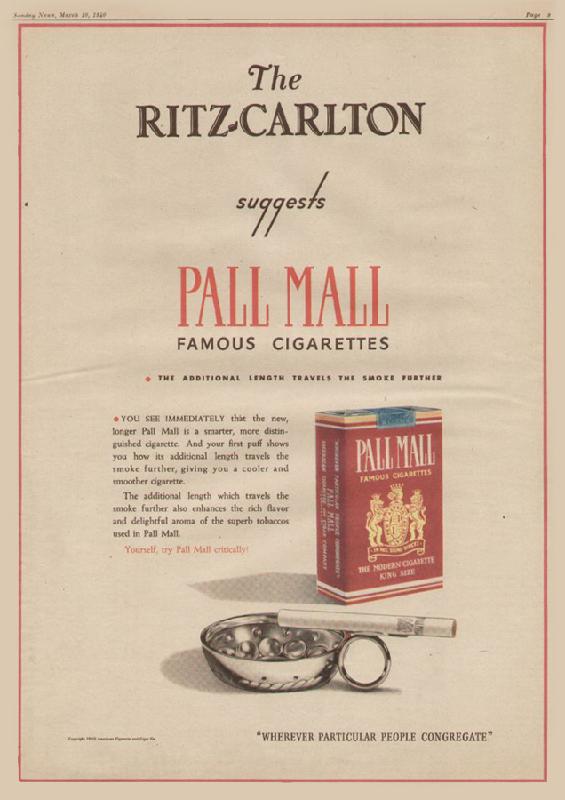 Sunday News, March 10, 1940
Page 9
The
RITZ-CARLTON
suggests
PALL MALL
FAMOUS CIGARETTES
THE ADDITIONAL LENGTH TRAVELS THE SMOKE FURTHER
YOU SEE IMMEDIATELY that the new,
longer Pall Mall is a smarter, more distin-
guished cigarette. And your first puff shows
you how its additional length travels the
smoke further, giving you a cooler and
smoother cigarette.
The additional length which travels the
smoke further also enhances the rich flavor
and delightful aroma of the superb tobaccos
used in Pall Mall.
Yourself, try Pall Mall critically!
PALL MALL
FAMOUS CIGARETTES
THE MODERN CIGARETTE
KING SIZE
PALL MALL
"WHEREVER PARTICULAR PEOPLE CONGREGATE"